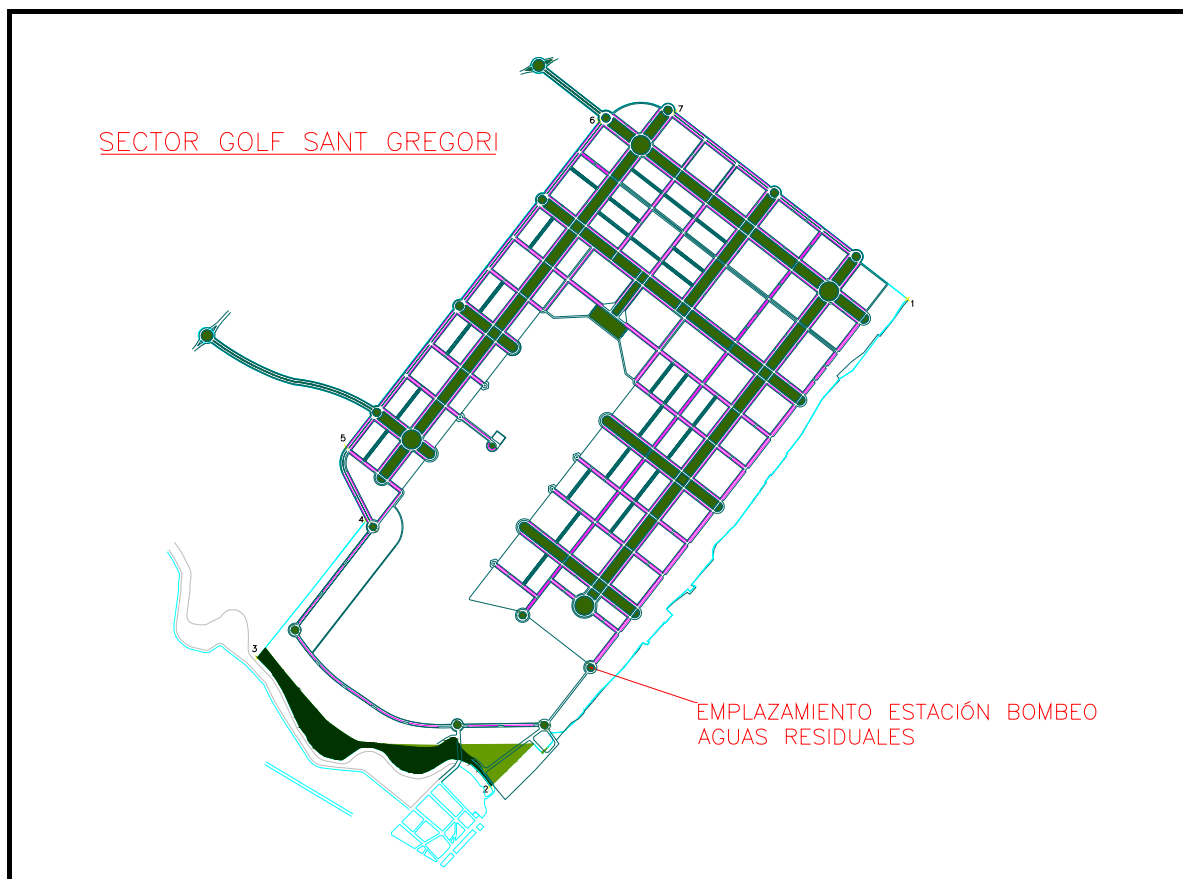 SECTOR GOLF SANT GREGORI
7
6
1
5
4
3
EMPLAZAMIENTO ESTACIÓN BOMBEO
AGUAS RESIDUALES
2